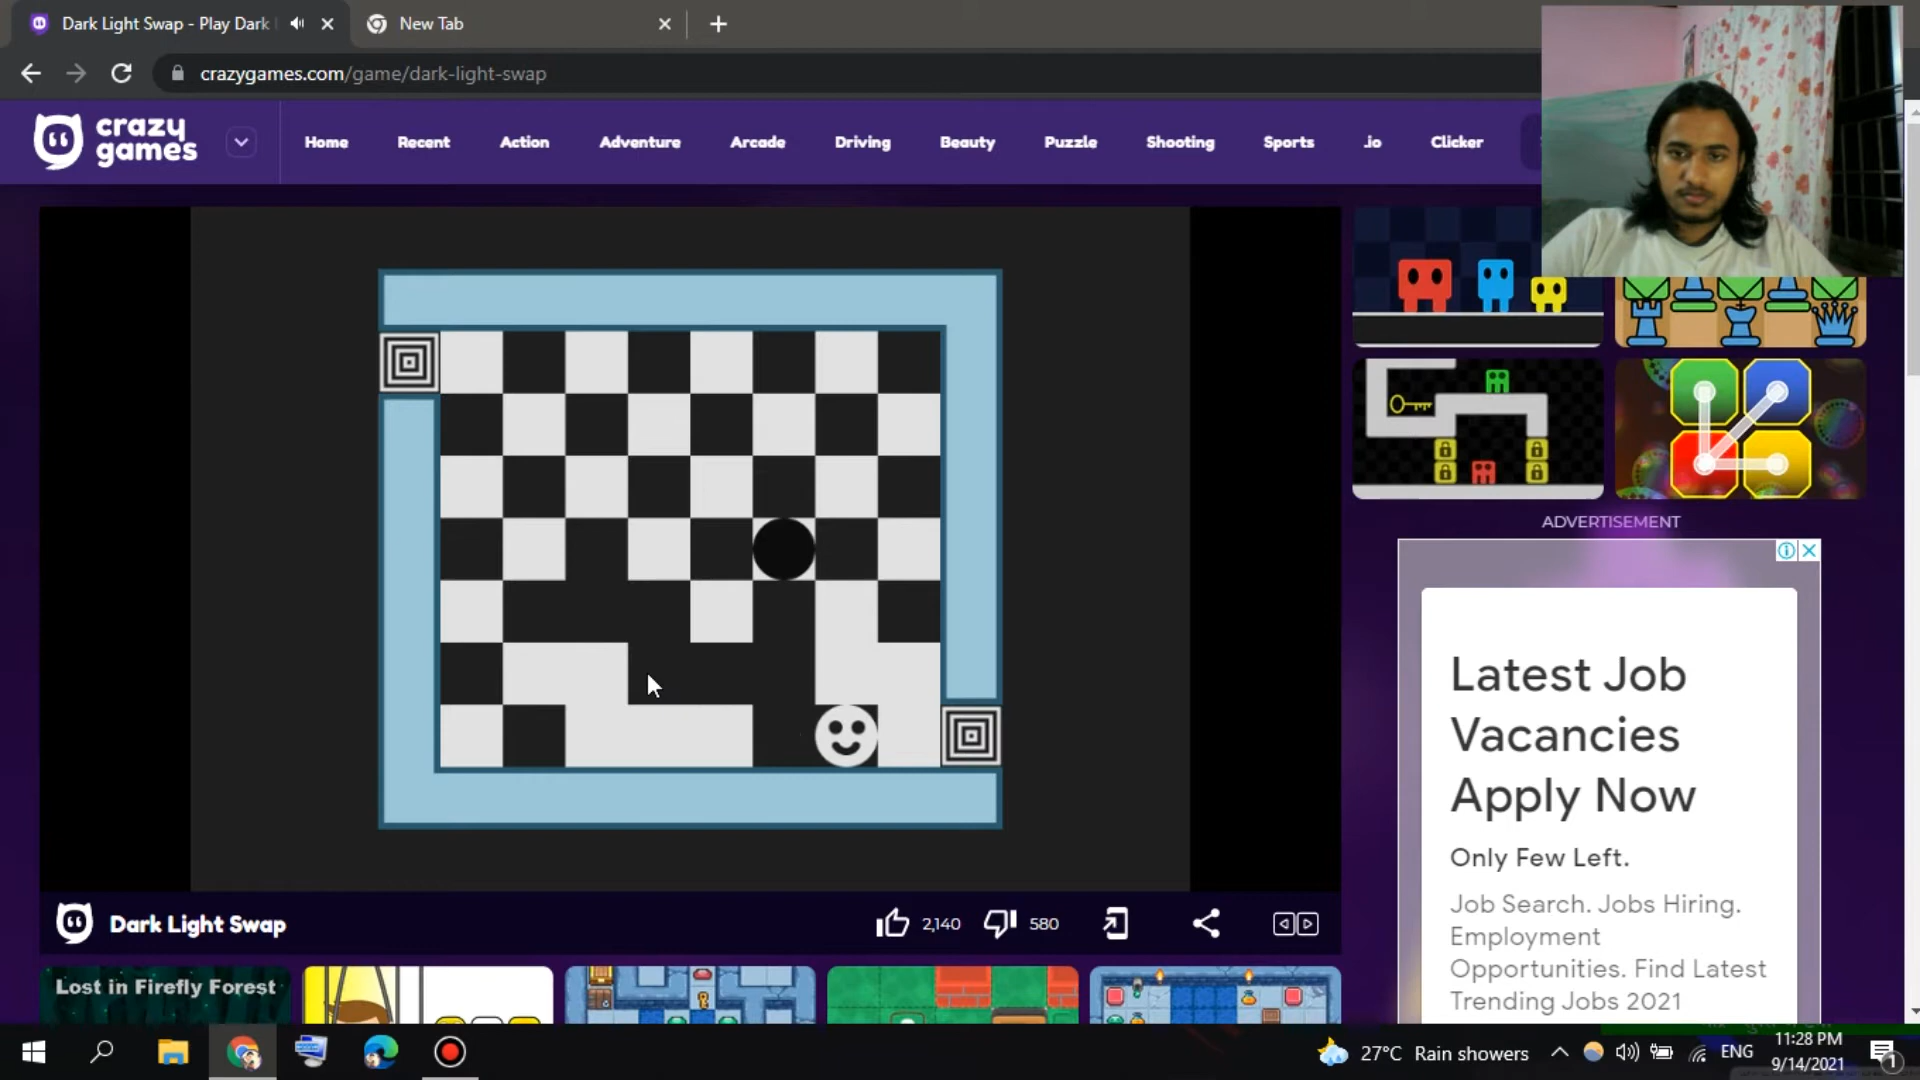 Dark Light Swap - Play Dark
New Tab
crazygames.com/game/dark-light-swap
crazy
games
Home
Recent
Action
Adventure
Arcade
Driving
Beauty
Puzzle
Shooting
Sports
.io
Clicker
ADVERTISEMENT
Latest Job
Vacancies
Apply Now
Only Few Left.
Job Search. Jobs Hiring.
Employment
Opportunities. Find Latest
Trending Jobs 2021
Dark Light Swap
2,140
580
Lost in Firefly Forest
27°C Rain showers
ENG
11:28 PM
9/14/2021
1